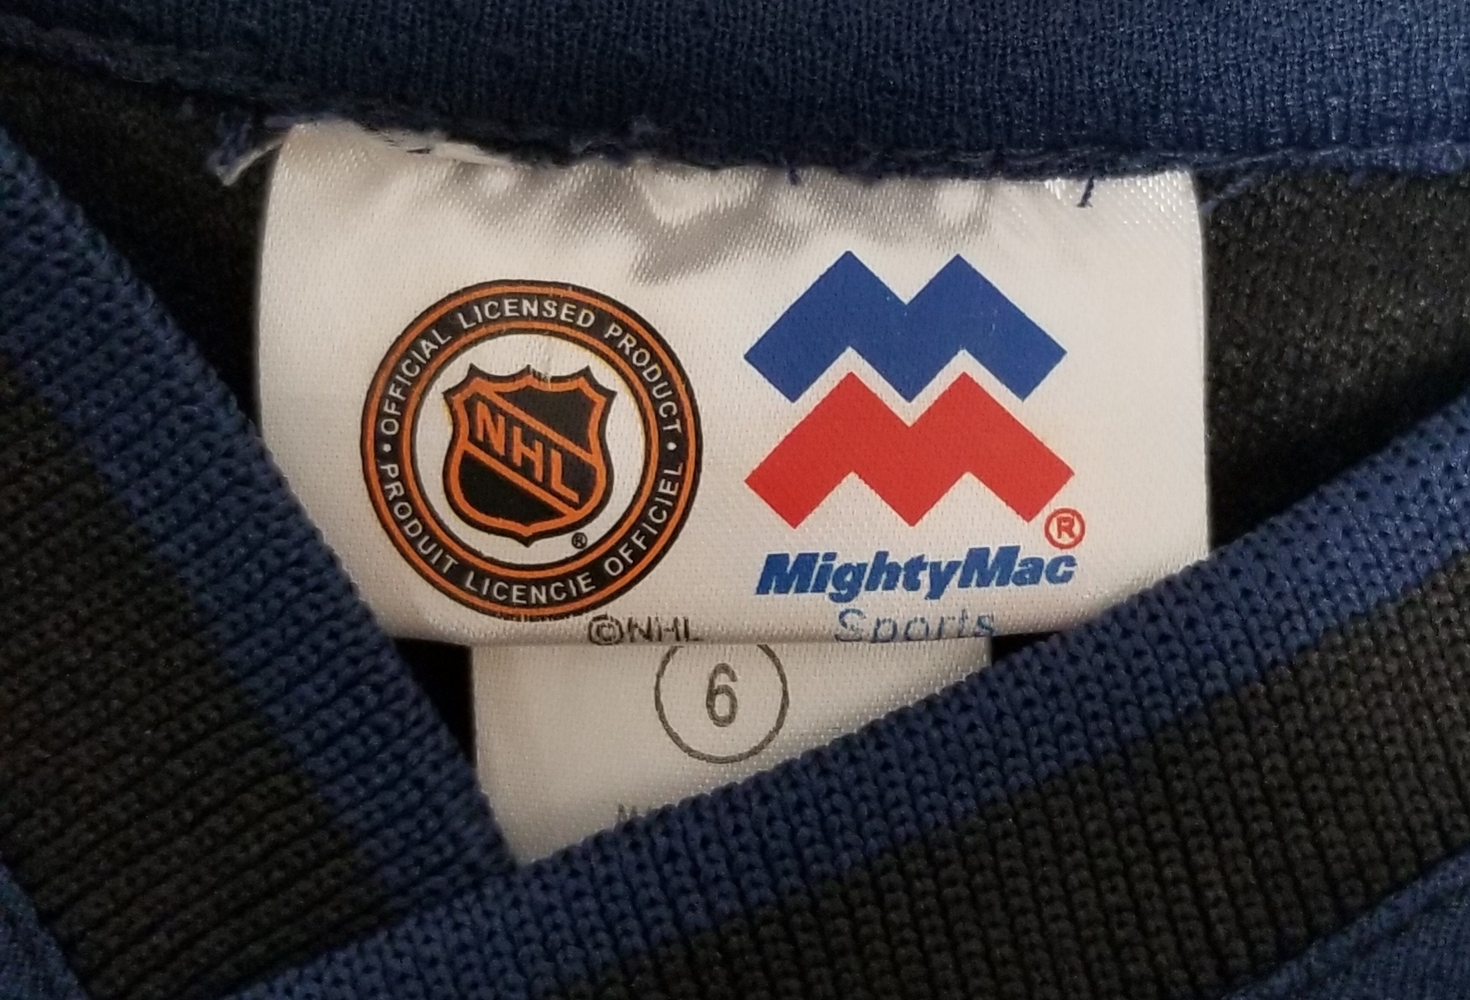 • OFFICIAL LICENSED PRODUCT •
PRODUIT LICENCIE OFFICIEL
NHL
®
©NHL
®
MightyMac
Sports
6